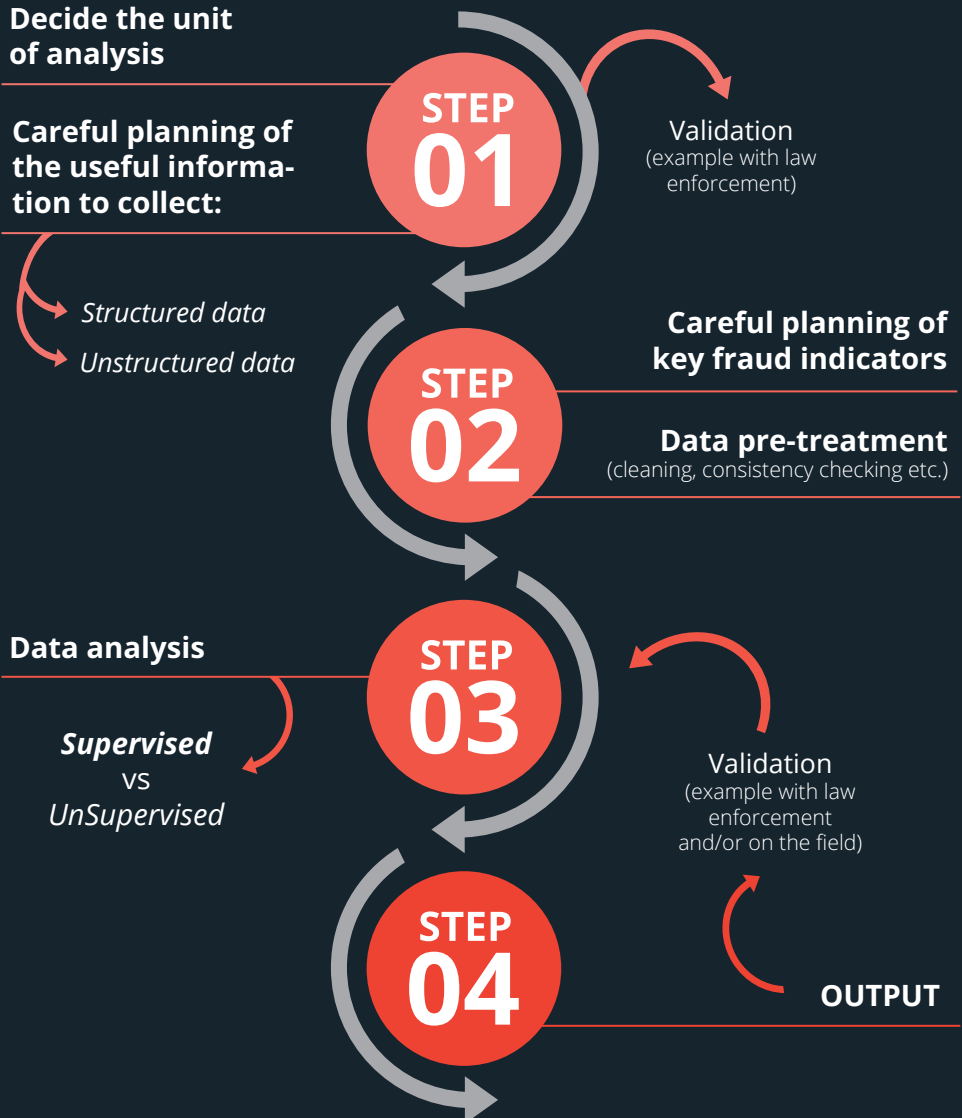 Decide the unit
of analysis
STEP
01
Careful planning of
the useful informa-
tion to collect:
Validation
(example with law
enforcement)
Structured data
Unstructured data
STEP
02
Careful planning of
key fraud indicators
Data pre-treatment
(cleaning, consistency checking etc.)
Data analysis
STEP
03
Supervised
vs
UnSupervised
Validation
(example with law
enforcement
and/or on the field)
STEP
04
OUTPUT